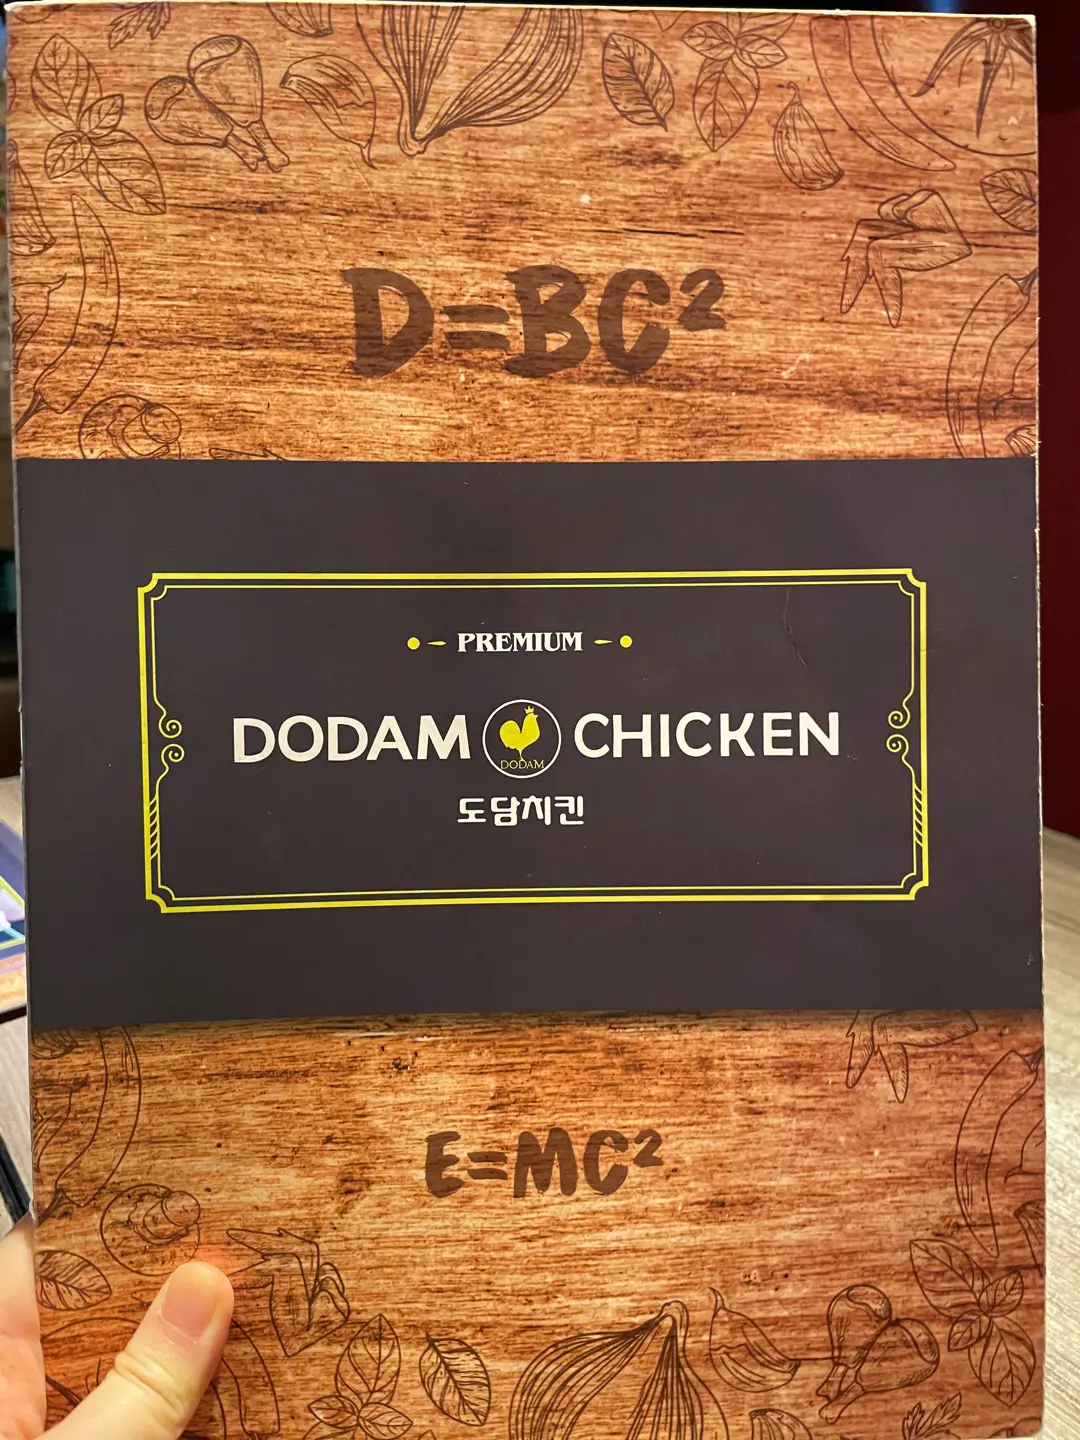 D=BC²
PREMIUM
DODAM CHICKEN
DODAM
도담치킨
E=MC²